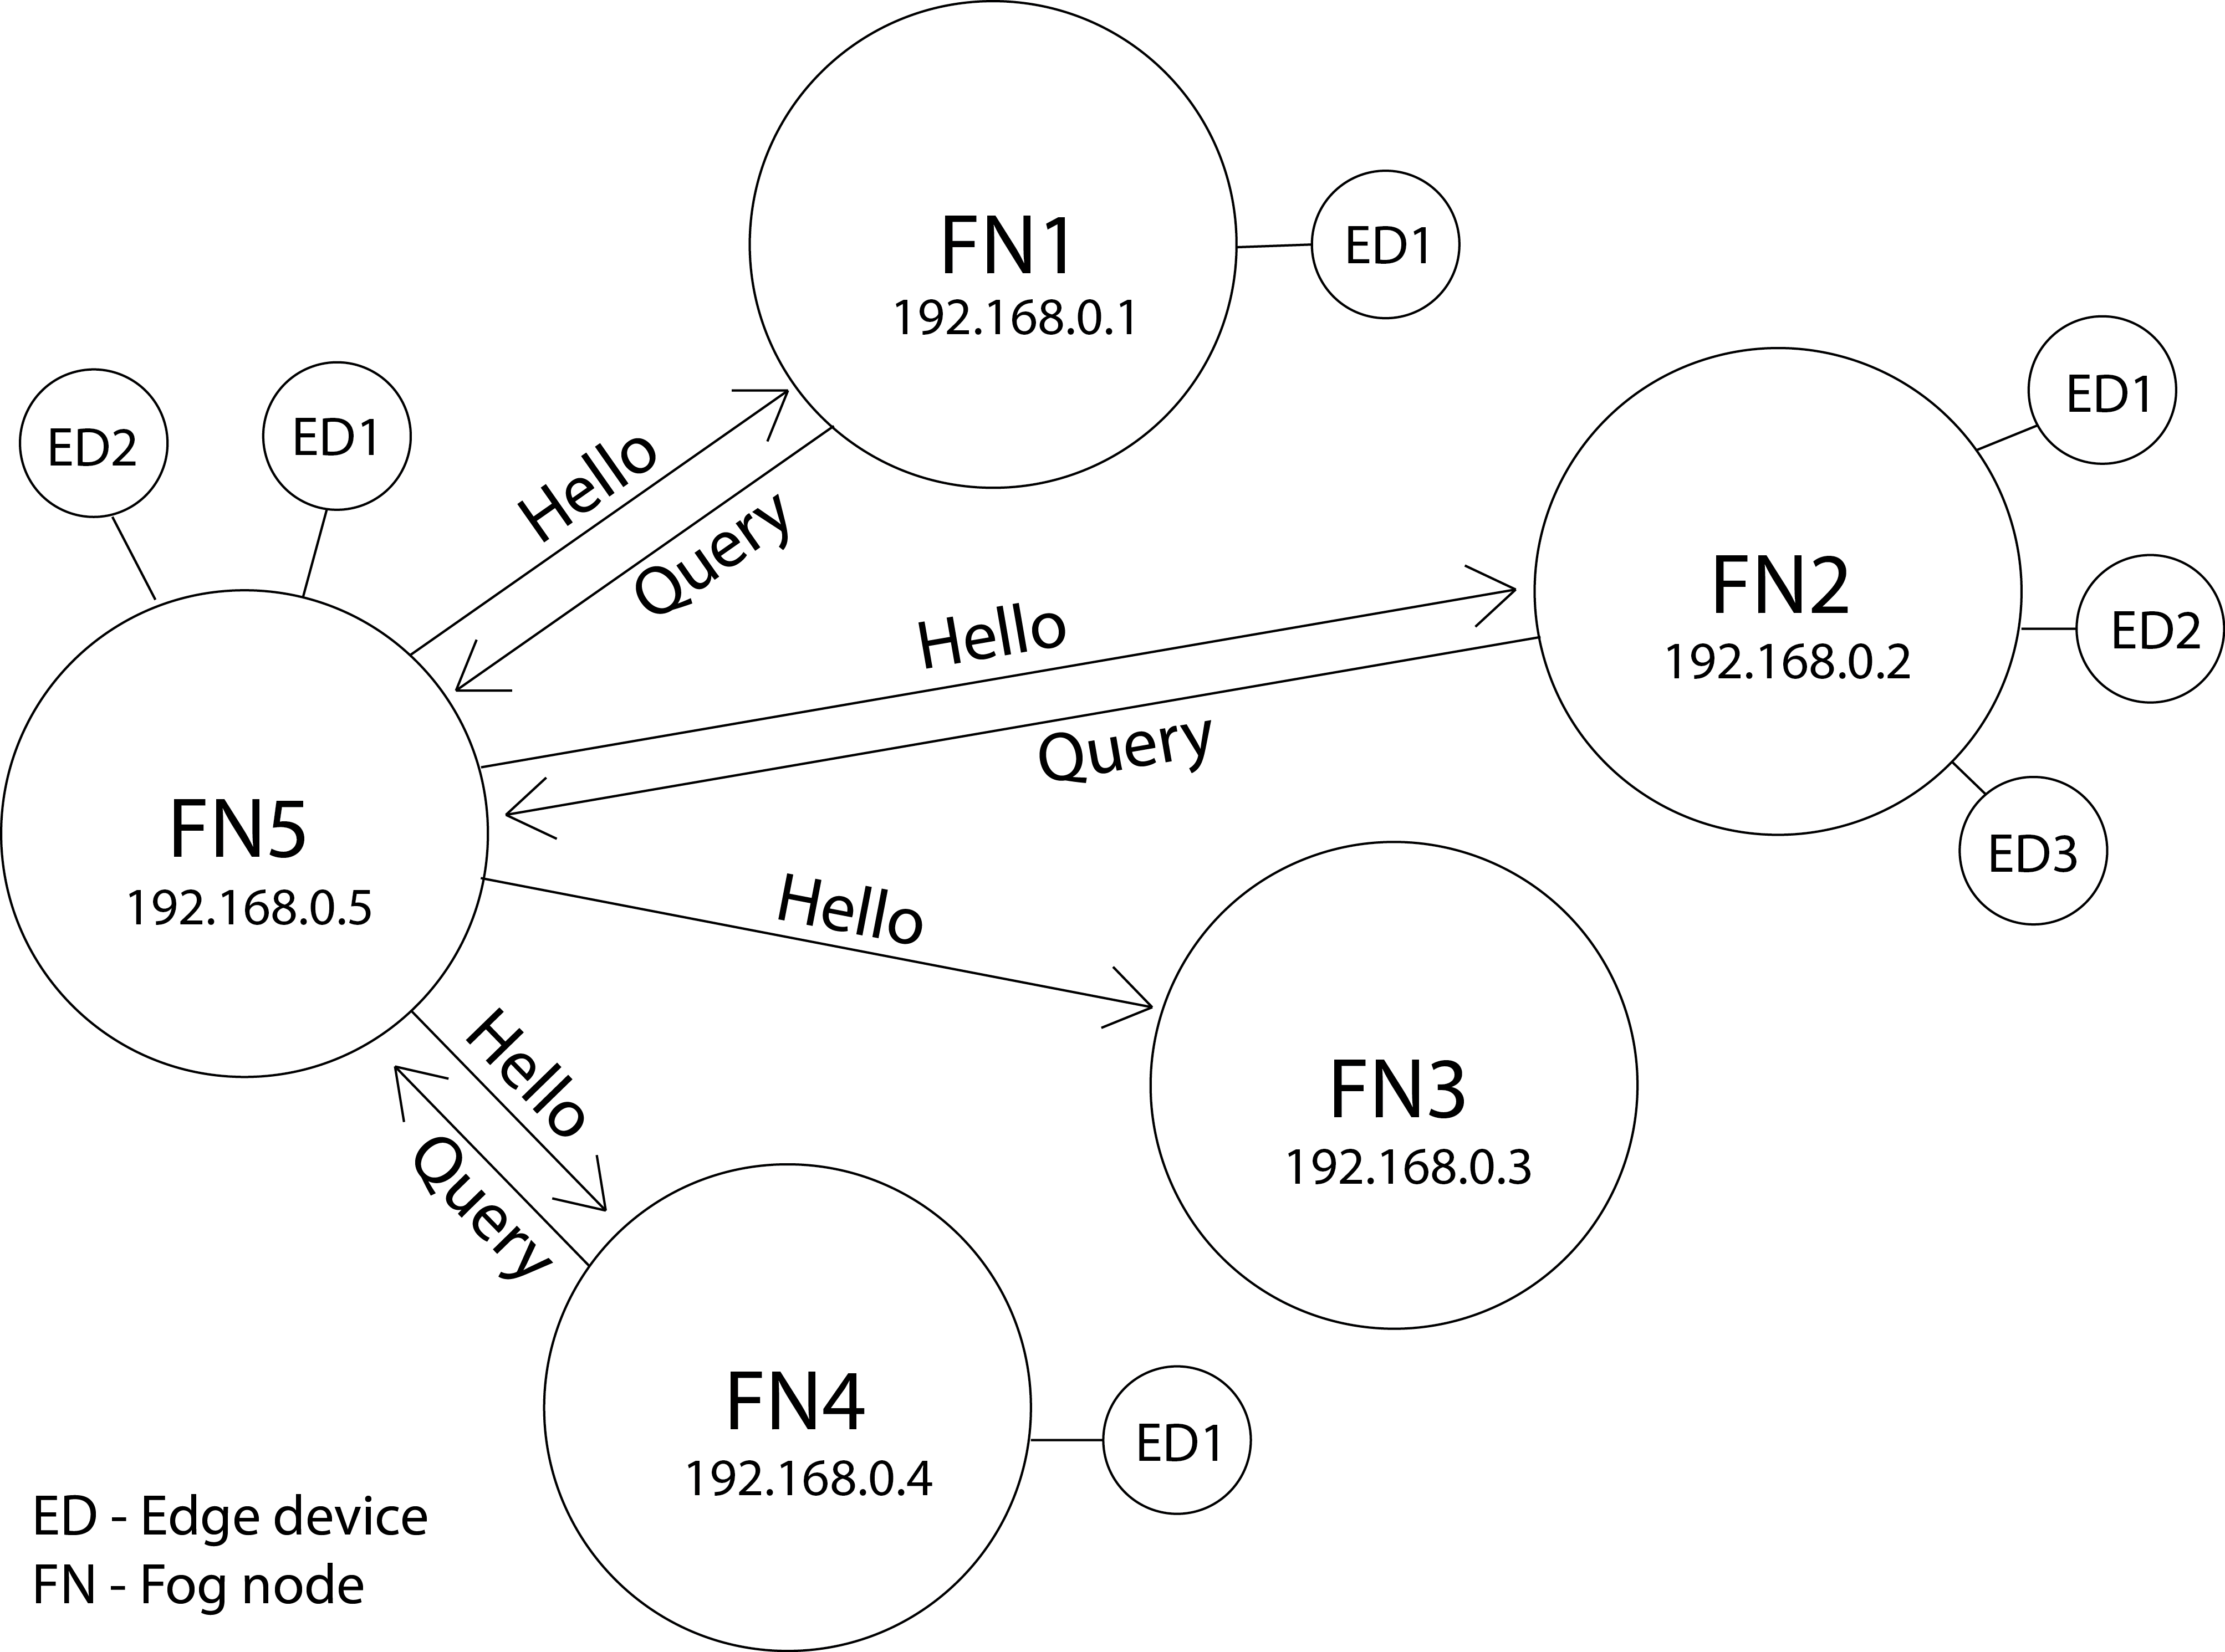 FN1
192.168.0.1
ED1
ED2
ED1
Hello
Query
FN2
192.168.0.2
ED1
ED2
ED3
Hello
Query
FN5
192.168.0.5
Hello
FN3
192.168.0.3
Hello
Query
FN4
192.168.0.4
ED1
ED - Edge device
FN - Fog node